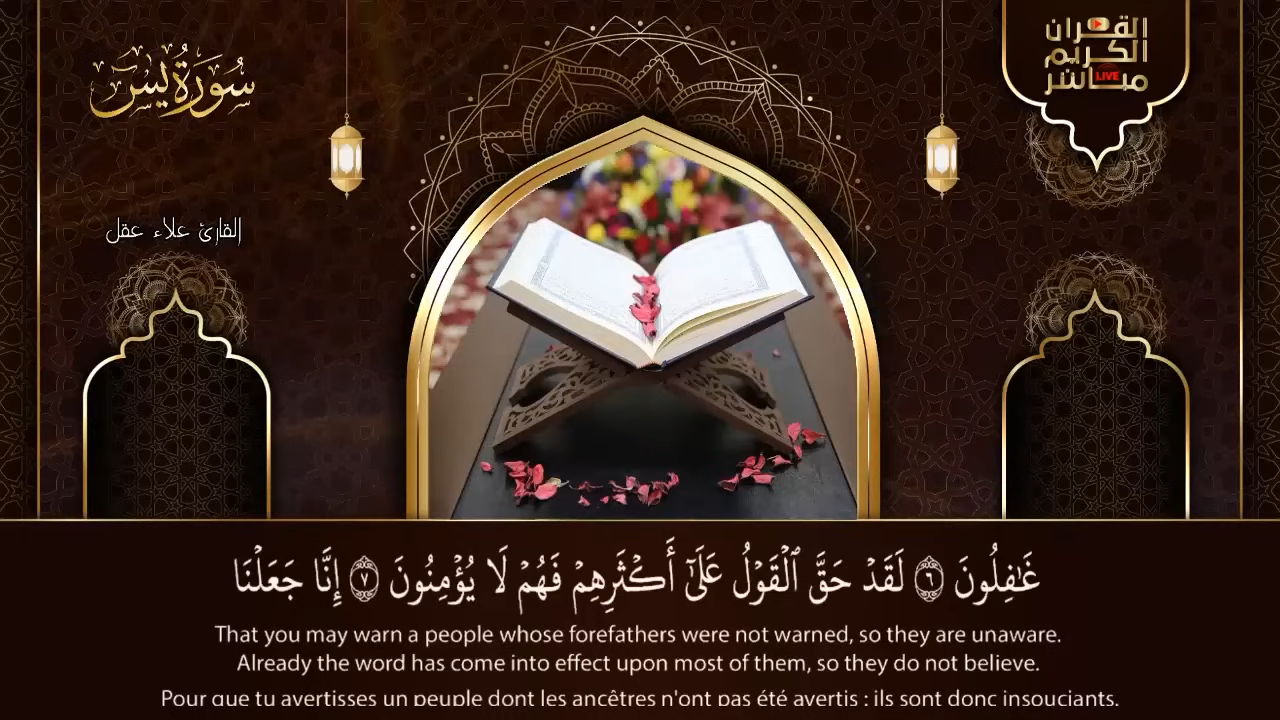 سُورَةُ يسٓ
القرآن
الكريم
مباشر
LIVE
القارئ علاء عقل
غَٰفِلُونَ ٦ لَقَدْ حَقَّ ٱلْقَوْلُ عَلَىٰٓ أَكْثَرِهِمْ فَهُمْ لَا يُؤْمِنُونَ ٧ إِنَّا جَعَلْنَا
That you may warn a people whose forefathers were not warned, so they are unaware.
Already the word has come into effect upon most of them, so they do not believe.
Pour que tu avertisses un peuple dont les ancêtres n'ont pas été avertis : ils sont donc insouciants.